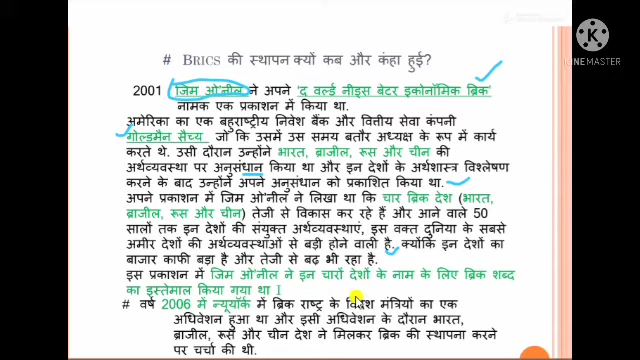 Made with
KINEMASTER
# BRICS की स्थापन क्यों कब और कंहा हुई?
2001 जिम ओ'नील ने अपने 'द वर्ल्ड नीड्स बेटर इकोनॉमिक ब्रिक'
नामक एक प्रकाशन में किया था.
अमेरिका का एक बहुराष्ट्रीय निवेश बैंक और वित्तीय सेवा कंपनी
गोल्डमैन सैच्य जो कि उसमें उस समय बतौर अध्यक्ष के रूप में कार्य
करते थे. उसी दौरान उन्होंने भारत, ब्राजील, रूस और चीन की
अर्थव्यवस्था पर अनुसंधान किया था और इन देशों के अर्थशास्त्र विश्लेषण
करने के बाद उन्होंने अपने अनुसंधान को प्रकाशित किया था.
अपने प्रकाशन में जिम ओ'नील ने लिखा था कि चार ब्रिक देश (भारत,
ब्राजील, रूस और चीन) तेजी से विकास कर रहे हैं और आने वाले 50
सालों तक इन देशों की संयुक्त अर्थव्यवस्थाएं, इस वक्त दुनिया के सबसे
अमीर देशों की अर्थव्यवस्थाओं से बड़ी होने वाली है. क्योंकि इन देशों का
बाजार काफी बड़ा है और तेजी से बढ़ भी रहा है.
इस प्रकाशन में जिम ओ'नील ने इन चारों देशों के नाम के लिए ब्रिक शब्द
का इस्तेमाल किया गया था I
# वर्ष 2006 में न्यूयॉर्क में ब्रिक राष्ट्र के विदेश मंत्रियों का एक
अधिवेशन हुआ था और इसी अधिवेशन के दौरान भारत,
ब्राजील, रूस और चीन देश ने मिलकर ब्रिक की स्थापना करने
पर चर्चा की थी.